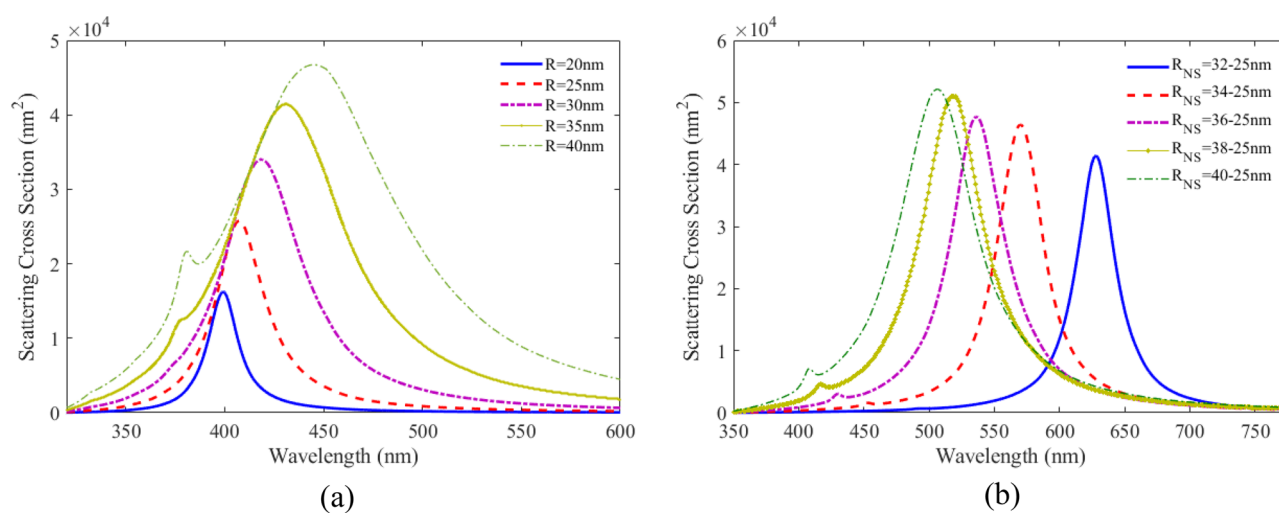 ×10⁴
5
4
3
2
1
0
350
400
450
500
550
600
Scattering Cross Section (nm²)
Wavelength (nm)
R=20nm
R=25nm
R=30nm
R=35nm
R=40nm
(a)
×10⁴
6
5
4
3
2
1
0
350
400
450
500
550
600
650
700
750
Scattering Cross Section (nm²)
Wavelength (nm)
R_NS=32-25nm
R_NS=34-25nm
R_NS=36-25nm
R_NS=38-25nm
R_NS=40-25nm
(b)